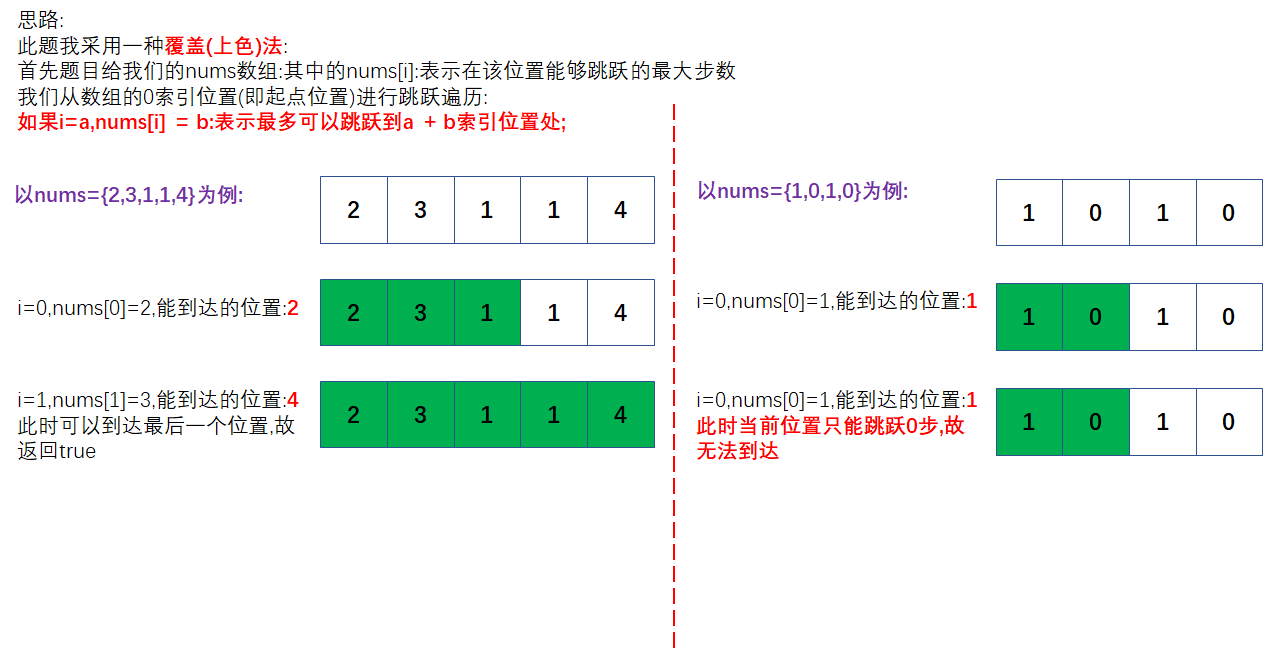 思路:
此题我采用一种覆盖(上色)法:
首先题目给我们的nums数组:其中的nums[i]:表示在该位置能够跳跃的最大步数
我们从数组的0索引位置(即起点位置)进行跳跃遍历:
如果i=a,nums[i] = b:表示最多可以跳跃到a + b索引位置处;
以nums={2,3,1,1,4}为例:
2 3 1 1 4
i=0,nums[0]=2,能到达的位置:2
2 3 1 1 4
i=1,nums[1]=3,能到达的位置:4
此时可以到达最后一个位置,故
返回true
2 3 1 1 4
以nums={1,0,1,0}为例:
1 0 1 0
i=0,nums[0]=1,能到达的位置:1
1 0 1 0
i=0,nums[0]=1,能到达的位置:1
此时当前位置只能跳跃0步,故
无法到达
1 0 1 0